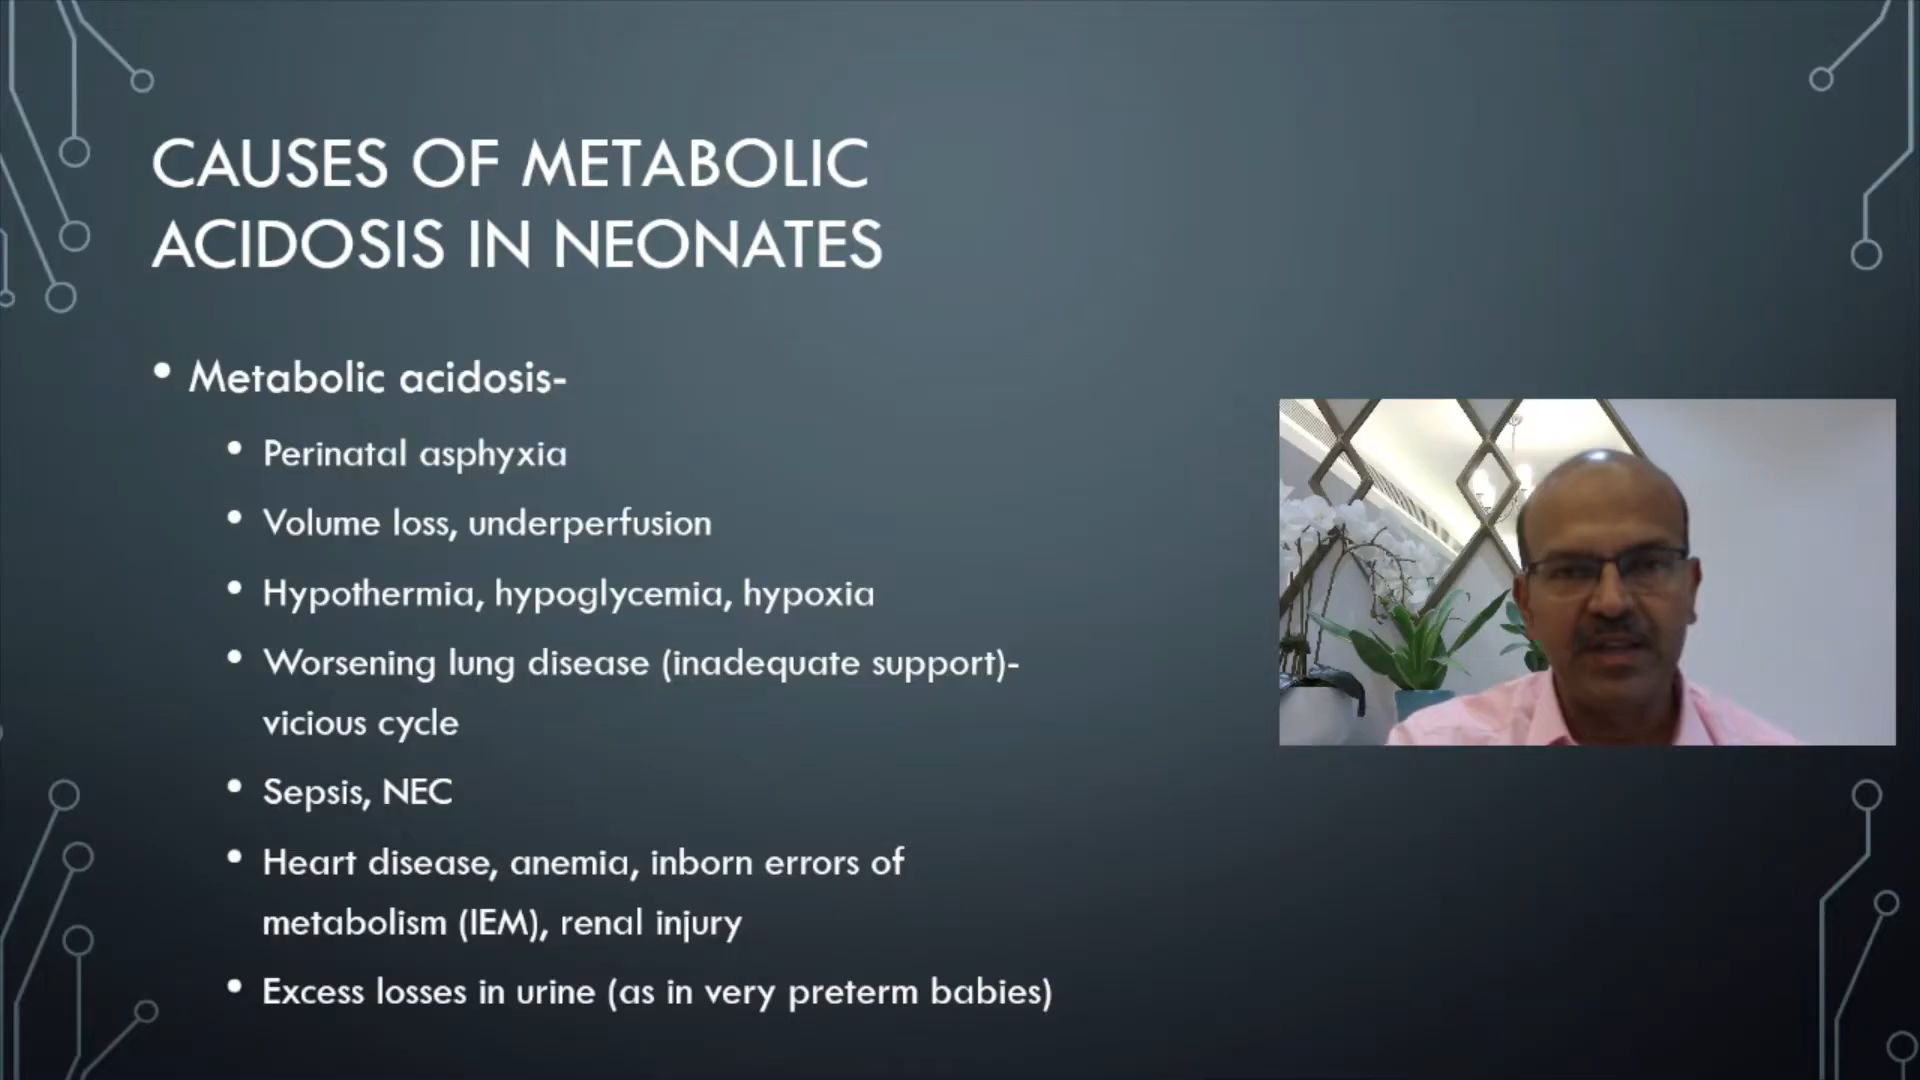 CAUSES OF METABOLIC
ACIDOSIS IN NEONATES
• Metabolic acidosis-
• Perinatal asphyxia
• Volume loss, underperfusion
• Hypothermia, hypoglycemia, hypoxia
• Worsening lung disease (inadequate support)-
vicious cycle
• Sepsis, NEC
• Heart disease, anemia, inborn errors of
metabolism (IEM), renal injury
• Excess losses in urine (as in very preterm babies)